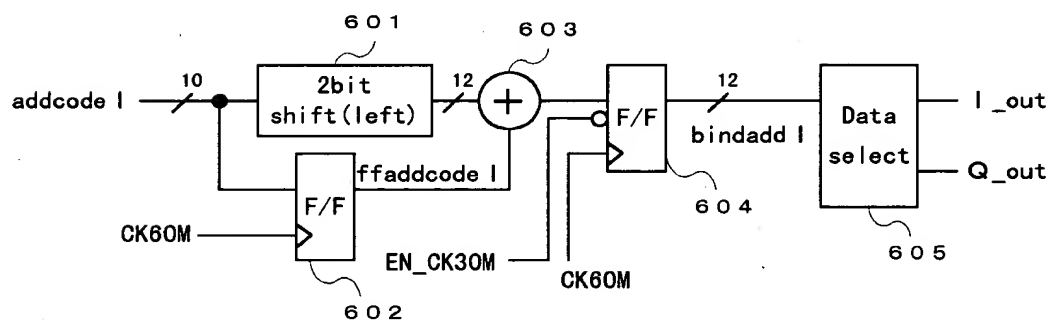 601
603
10
12
12
addcode I
2bit
shift(left)
+
F/F
bindadd I
Data
select
I_out
Q_out
ffaddcode I
F/F
604
CK60M
EN_CK30M
CK60M
605
602